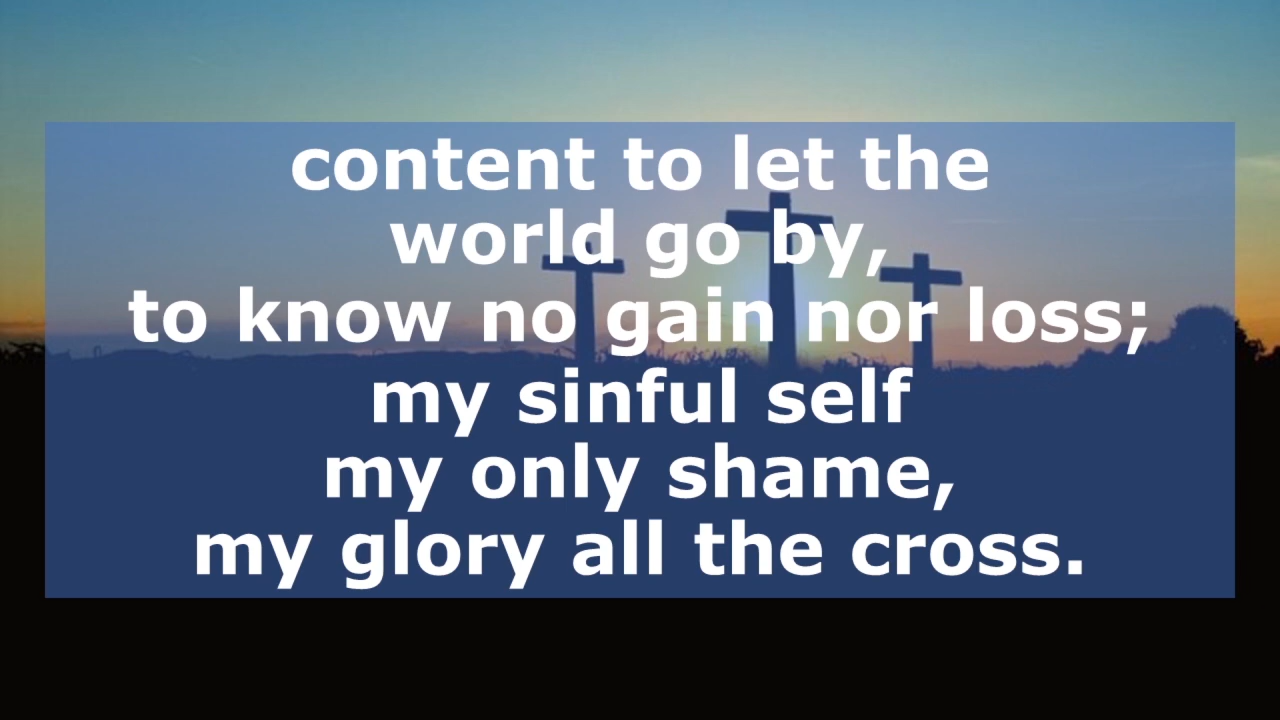 content to let the
world go by,
to know no gain nor loss;
my sinful self
my only shame,
my glory all the cross.